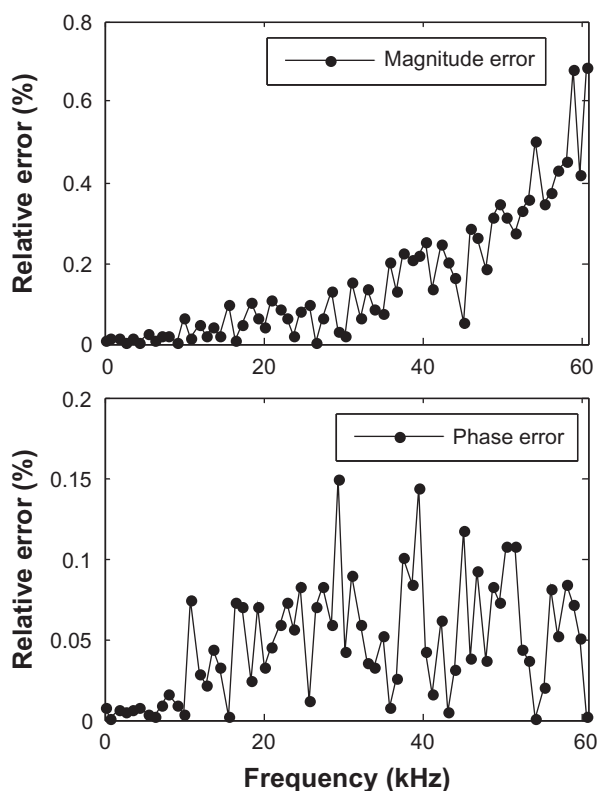 0.8
Magnitude error
0.6
0.4
0.2
0
0 20 40 60
Relative error (%)
0.2
Phase error
0.15
0.1
0.05
0
0 20 40 60
Relative error (%)
Frequency (kHz)